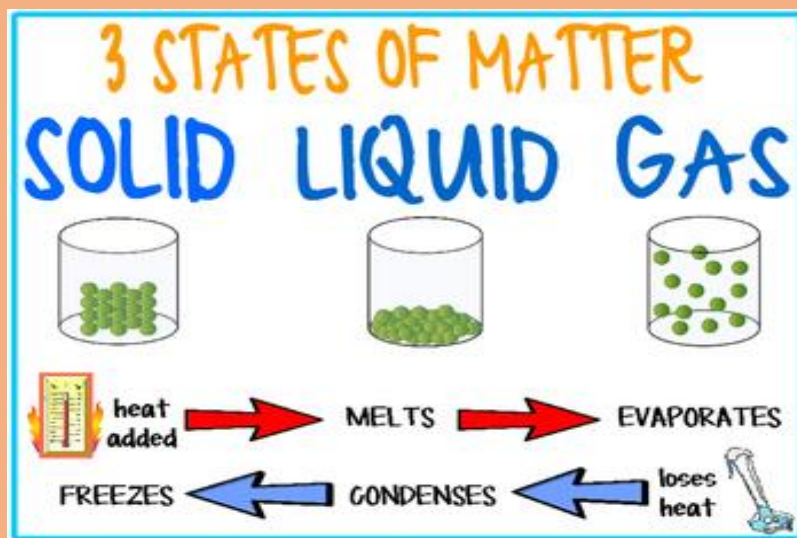 3 STATES OF MATTER
SOLID LIQUID GAS
heat added MELTS EVAPORATES
FREEZES CONDENSES loses heat